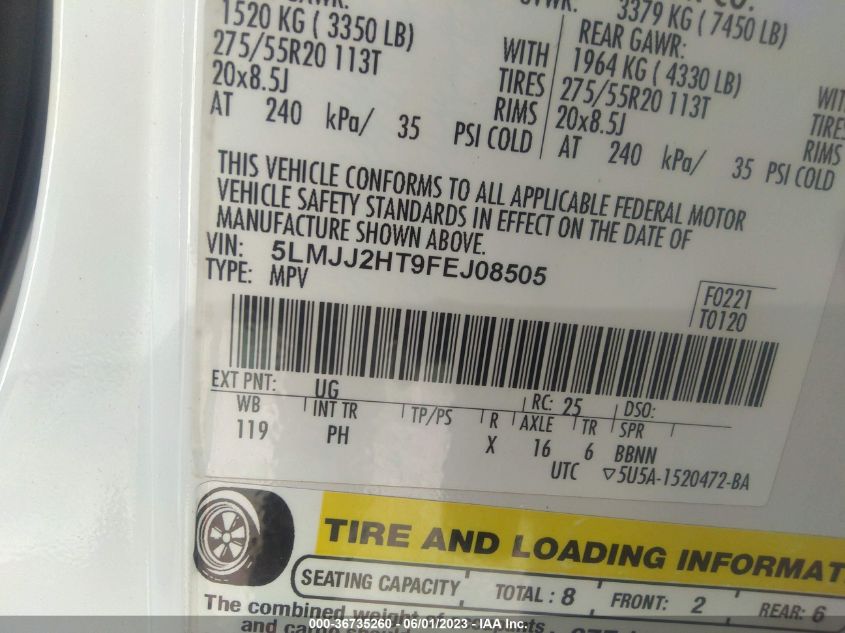 1520 KG ( 3350 LB)
275/55R20 113T
20x8.5J
AT 240 kPa/ 35 PSI COLD
WITH
TIRES
RIMS
3379 KG ( 7450 LB)
REAR GAWR:
1964 KG ( 4330 LB)
275/55R20 113T
20x8.5J
AT 240 kPa/ 35 PSI COLD
RIMS
THIS VEHICLE CONFORMS TO ALL APPLICABLE FEDERAL MOTOR
VEHICLE SAFETY STANDARDS IN EFFECT ON THE DATE OF
MANUFACTURE SHOWN ABOVE.
VIN: 5LMJJ2HT9FEJ08505
TYPE: MPV
F0221
T0120
EXT PNT: UG RC: 25 DSO:
WB INT TR TP/PS R AXLE TR SPR
119 PH X 16 6 BBNN
UTC ▽5U5A-1520472-BA
TIRE AND LOADING
SEATING CAPACITY TOTAL : 8 FRONT: 2 REAR: 6
The combined weight of
000-36735260 - 06/01/2023 - IAA Inc.